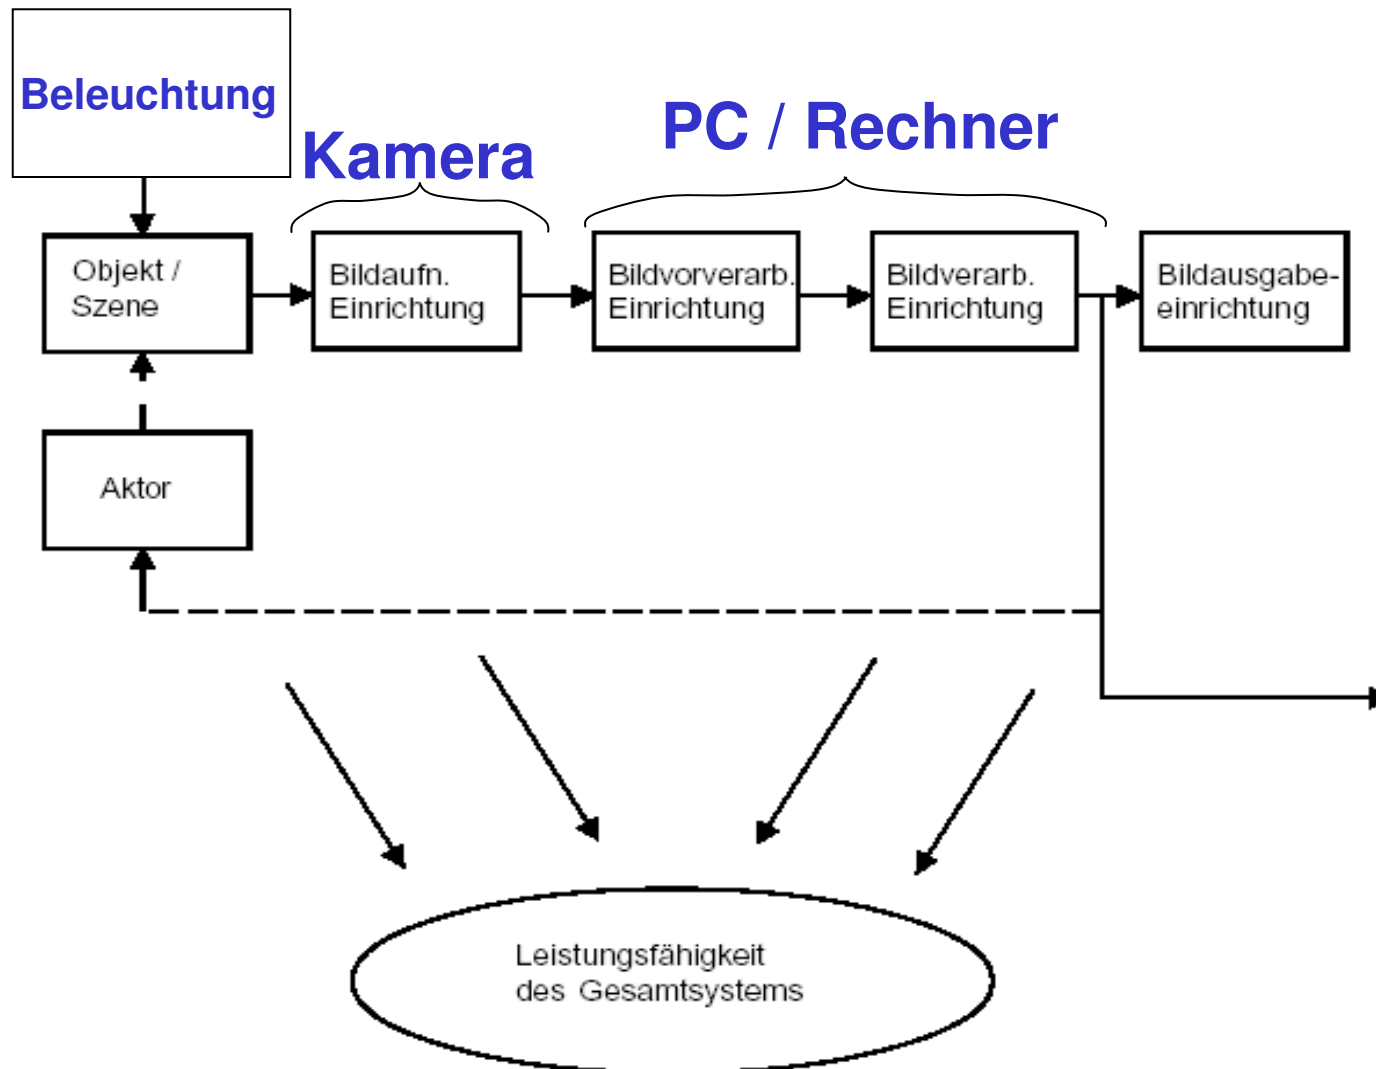 Beleuchtung
Kamera
PC / Rechner
Objekt /
Szene
Bildaufn.
Einrichtung
Bildvorverarb.
Einrichtung
Bildverarb.
Einrichtung
Bildausgabe-
einrichtung
Aktor
Leistungsfähigkeit
des Gesamtsystems